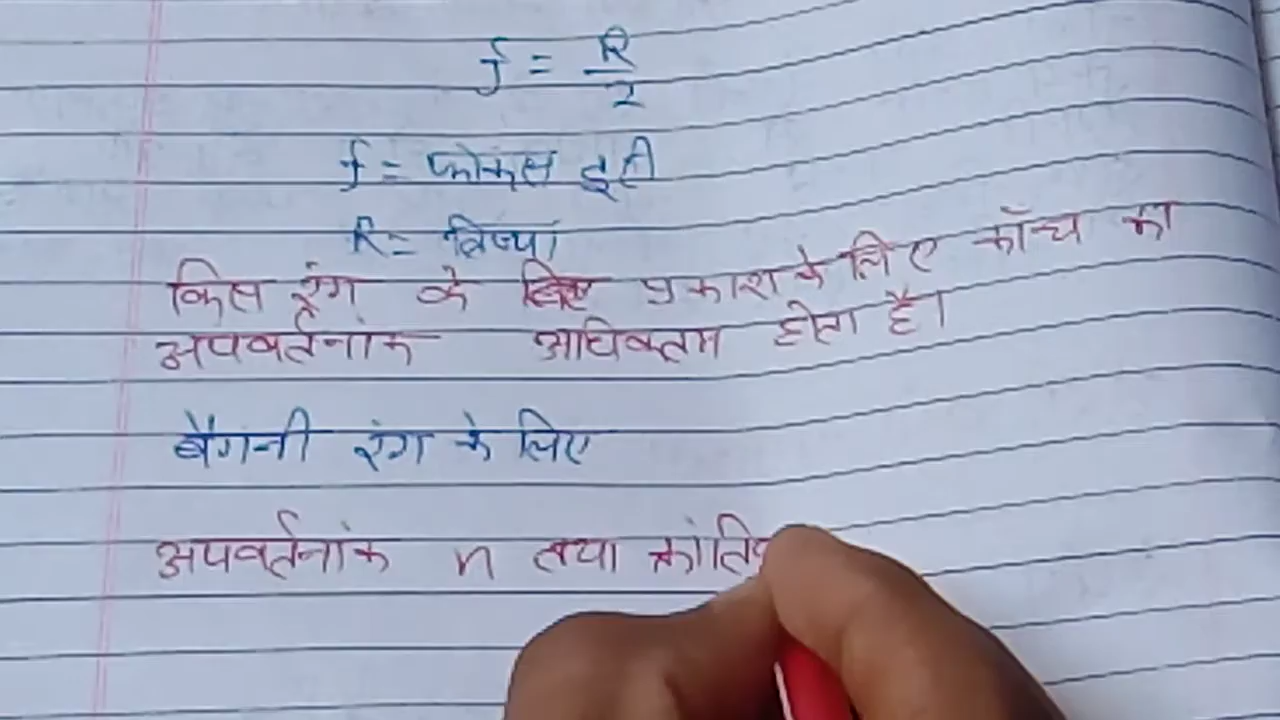 f = R/2
f = फोकस दूरी
R = त्रिज्या
किस रंग के प्रकाश के लिए काँच का
अपवर्तनांक अधिकतम होता है।
बैगनी रंग के लिए
अपवर्तनांक n तथा क्रांति